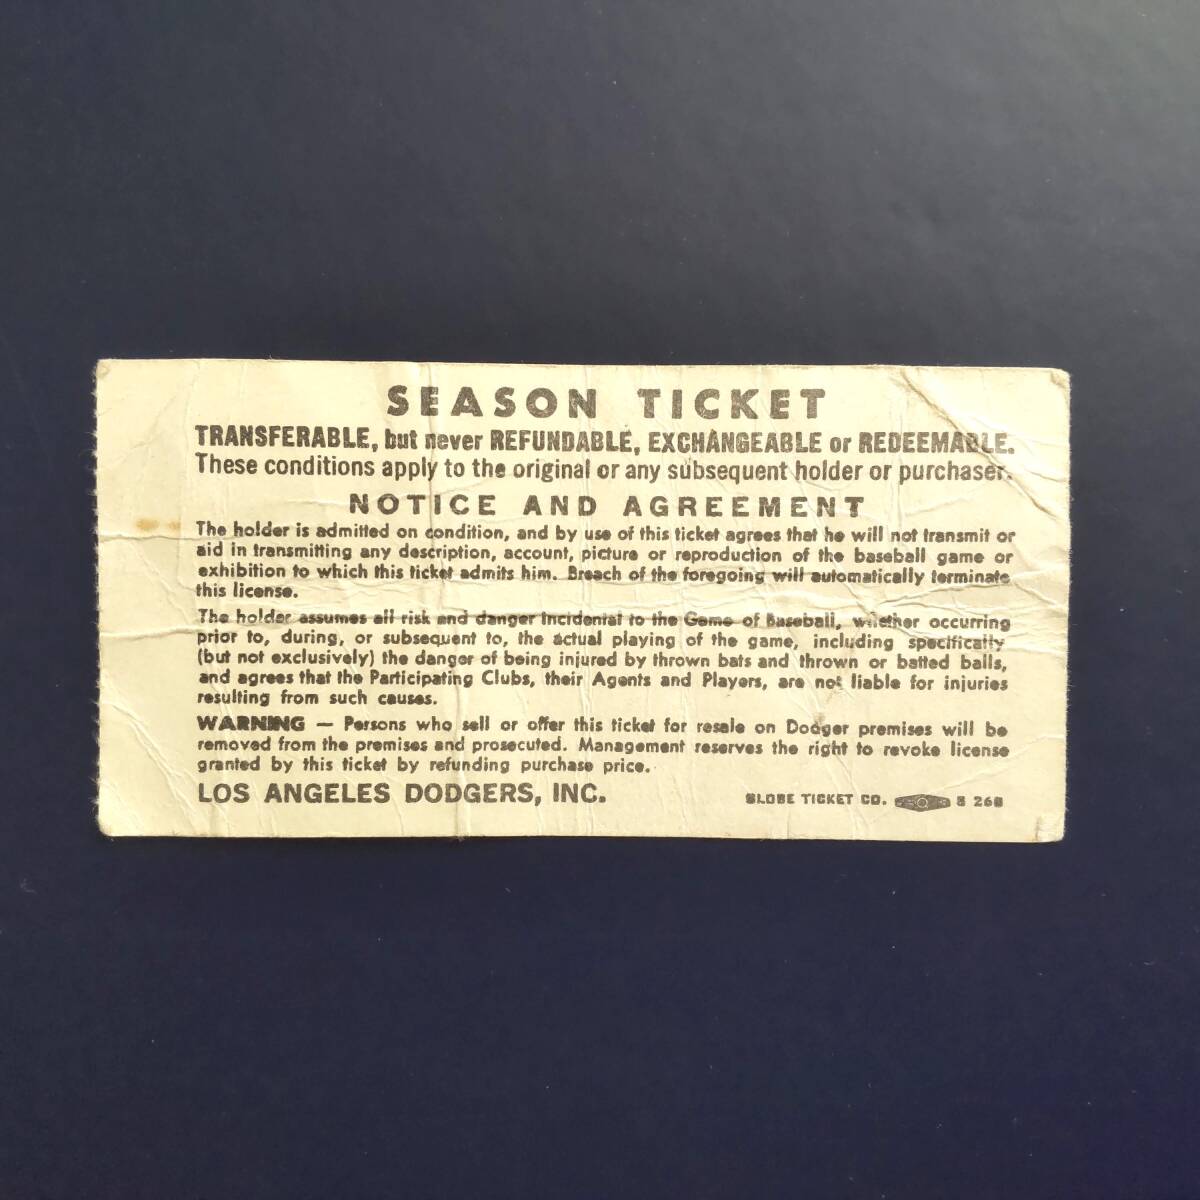 SEASON TICKET
TRANSFERABLE, but never REFUNDABLE, EXCHANGEABLE or REDEEMABLE.
These conditions apply to the original or any subsequent holder or purchaser.
NOTICE AND AGREEMENT
The holder is admitted on condition, and by use of this ticket agrees that he will not transmit or
aid in transmitting any description, account, picture or reproduction of the baseball game or
exhibition to which this ticket admits him. Breach of the foregoing will automatically terminate
this license.
The holder assumes all risk and danger incidental to the Game of Baseball, whether occurring
prior to, during, or subsequent to, the actual playing of the game, including specifically
(but not exclusively) the danger of being injured by thrown bats and thrown or batted balls,
and agrees that the Participating Clubs, their Agents and Players, are not liable for injuries
resulting from such causes.
WARNING — Persons who sell or offer this ticket for resale on Dodger premises will be
removed from the premises and prosecuted. Management reserves the right to revoke license
granted by this ticket by refunding purchase price.
LOS ANGELES DODGERS, INC.
GLOBE TICKET CO.